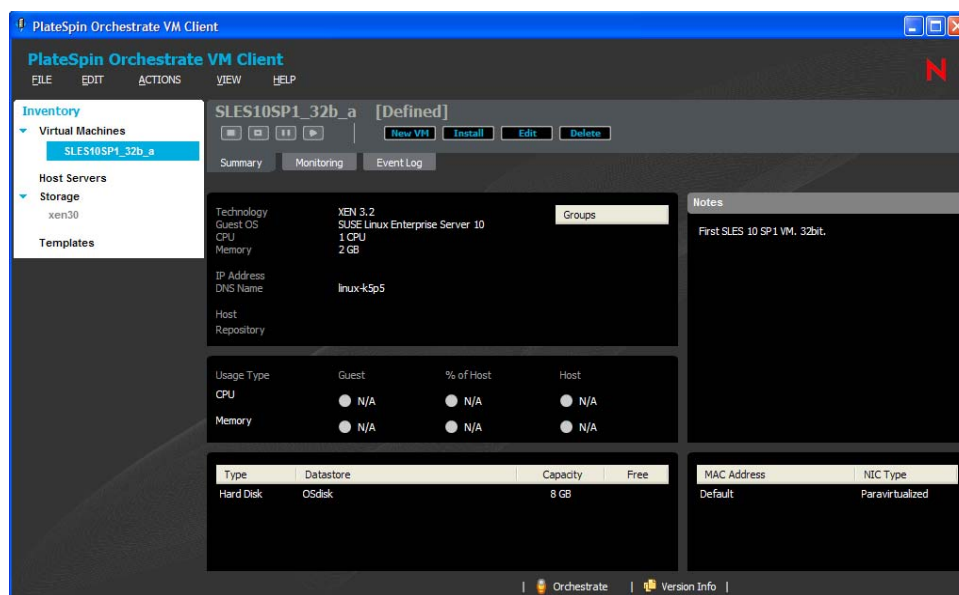 PlateSpin Orchestrate VM Client
PlateSpin Orchestrate VM Client
FILE EDIT ACTIONS VIEW HELP
N
Inventory
Virtual Machines
SLES10SP1_32b_a
Host Servers
Storage
xen30
Templates
SLES10SP1_32b_a [Defined]
New VM Install Edit Delete
Summary Monitoring Event Log
Technology XEN 3.2
Guest OS SUSE Linux Enterprise Server 10
CPU 1 CPU
Memory 2 GB
IP Address
DNS Name linux-k5p5
Host
Repository
Groups
Notes
First SLES 10 SP1 VM. 32bit.
Usage Type Guest % of Host Host
CPU N/A N/A N/A
Memory N/A N/A N/A
Type Datastore Capacity Free
Hard Disk OSdisk 8 GB
MAC Address NIC Type
Default Paravirtualized
| Orchestrate | Version Info |